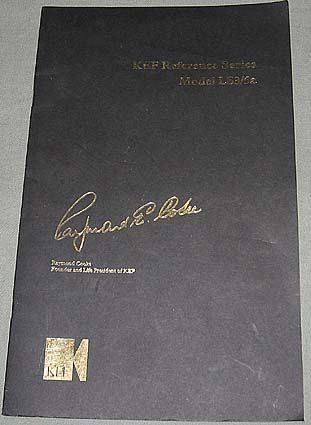 KEF Reference Series
Model LS3/5a
Raymond E. Cooke
Raymond Cooke
Founder and Life President of KEF
KEF